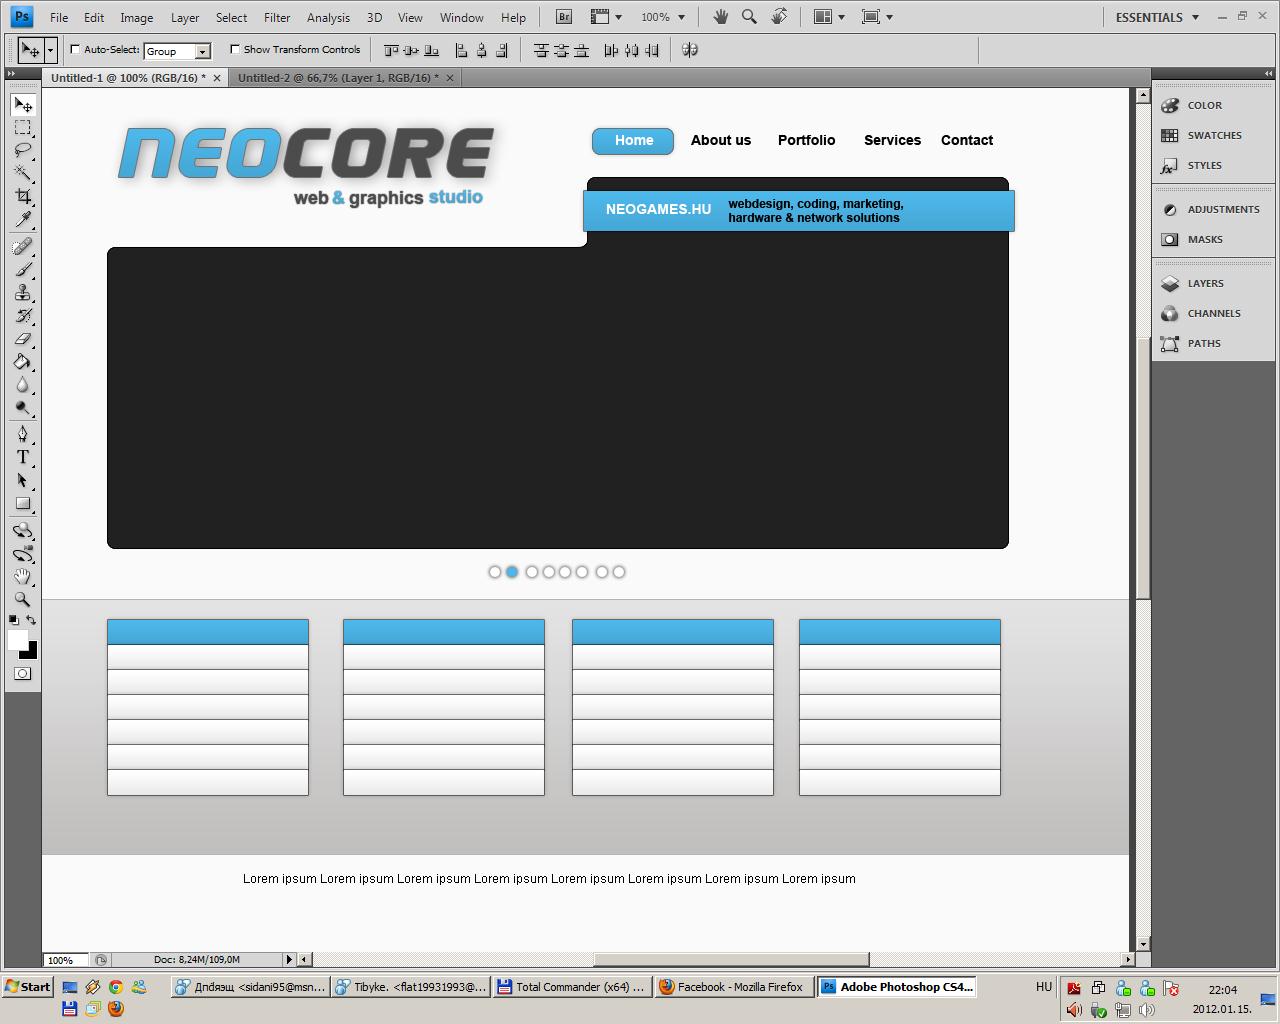 Ps File Edit Image Layer Select Filter Analysis 3D View Window Help Br 100% ESSENTIALS
Auto-Select: Group Show Transform Controls
Untitled-1 @ 100% (RGB/16) * Untitled-2 @ 66,7% (Layer 1, RGB/16) *
NEOCORE
web & graphics studio
Home About us Portfolio Services Contact
NEOGAMES.HU
webdesign, coding, marketing,
hardware & network solutions
Lorem ipsum Lorem ipsum Lorem ipsum Lorem ipsum Lorem ipsum Lorem ipsum Lorem ipsum Lorem ipsum
COLOR
SWATCHES
STYLES
ADJUSTMENTS
MASKS
LAYERS
CHANNELS
PATHS
100% Doc: 8,24M/109,0M
Start Дпdяэщ <sidani95@msn... Tibyke. <flat19931993@... Total Commander (x64) ... Facebook - Mozilla Firefox Adobe Photoshop CS4... HU 22:04
2012.01.15.